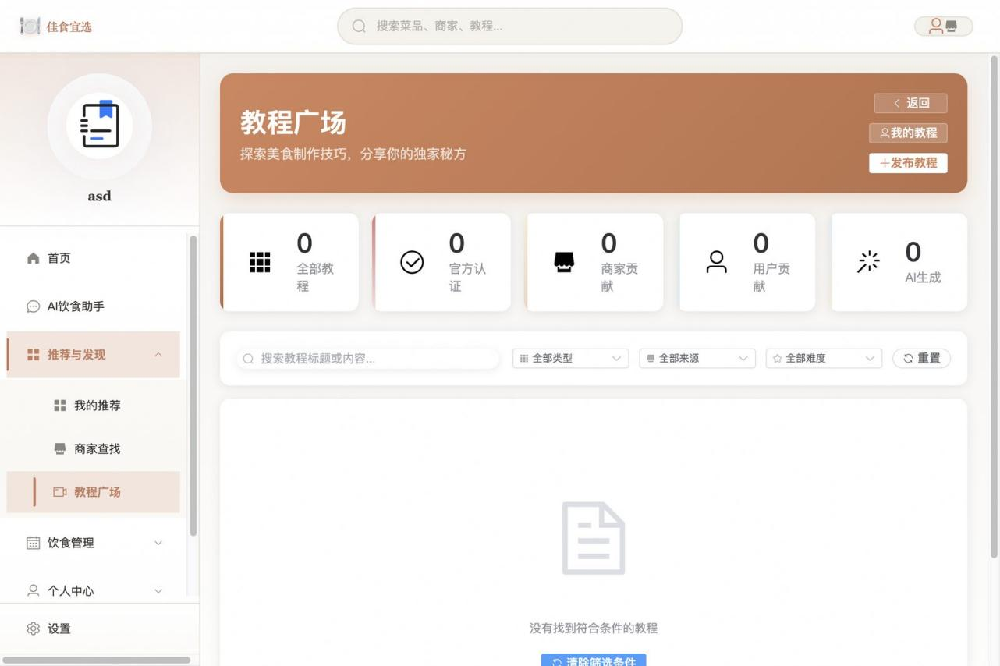 佳食宜选
搜索菜品、商家、教程...
asd
首页
AI饮食助手
推荐与发现
我的推荐
商家查找
教程广场
饮食管理
个人中心
设置
教程广场
探索美食制作技巧，分享你的独家秘方
返回
我的教程
发布教程
0
全部教
程
0
官方认
证
0
商家贡
献
0
用户贡
献
0
AI生成
搜索教程标题或内容...
全部类型
全部来源
全部难度
重置
没有找到符合条件的教程
清除筛选条件